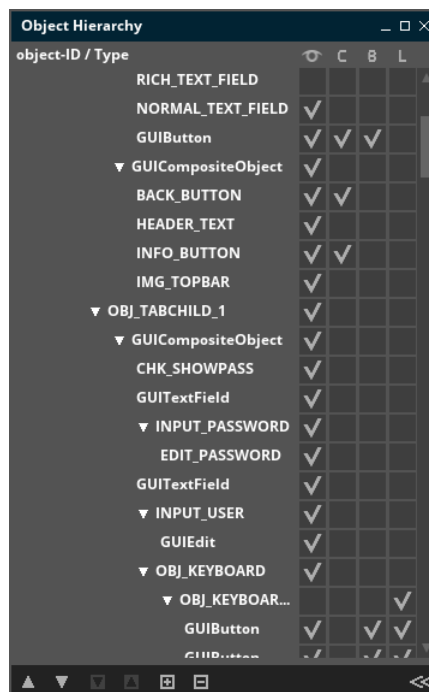 Object Hierarchy
object-ID / Type C B L
RICH_TEXT_FIELD
NORMAL_TEXT_FIELD
GUIButton
GUICompositeObject
BACK_BUTTON
HEADER_TEXT
INFO_BUTTON
IMG_TOPBAR
OBJ_TABCHILD_1
GUICompositeObject
CHK_SHOWPASS
GUITextField
INPUT_PASSWORD
EDIT_PASSWORD
GUITextField
INPUT_USER
GUIEdit
OBJ_KEYBOARD
OBJ_KEYBOAR...
GUIButton
GUIButton